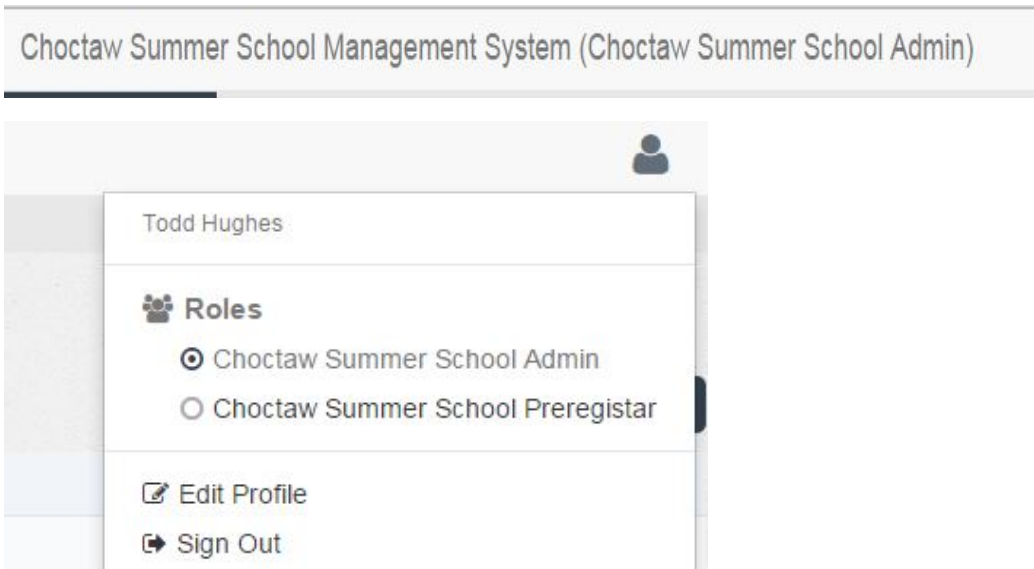 Choctaw Summer School Management System (Choctaw Summer School Admin)
Todd Hughes
Roles
Choctaw Summer School Admin
Choctaw Summer School Preregistar
Edit Profile
Sign Out